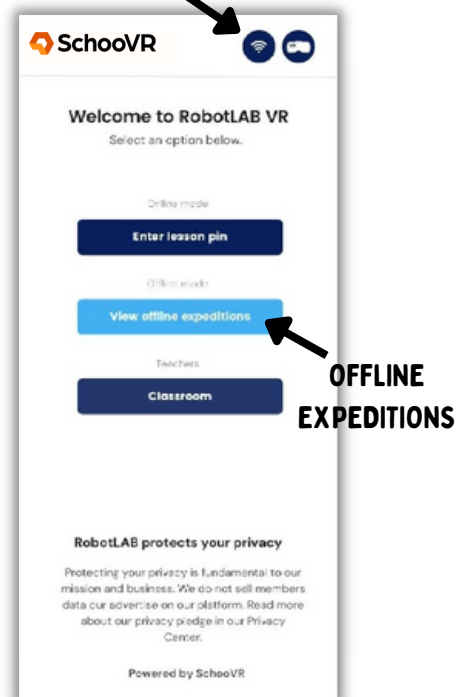 SchooVR
Welcome to RobotLAB VR
Select an option below.
Online mode
Enter lesson pin
Offline mode
View offline expeditions
Teachers
Classroom
OFFLINE
EXPEDITIONS
RobotLAB protects your privacy
Protecting your privacy is fundamental to our
mission and business. We do not sell members
data our advertise on our platform. Read more
about our privacy pledge in our Privacy
Center.
Powered by SchooVR